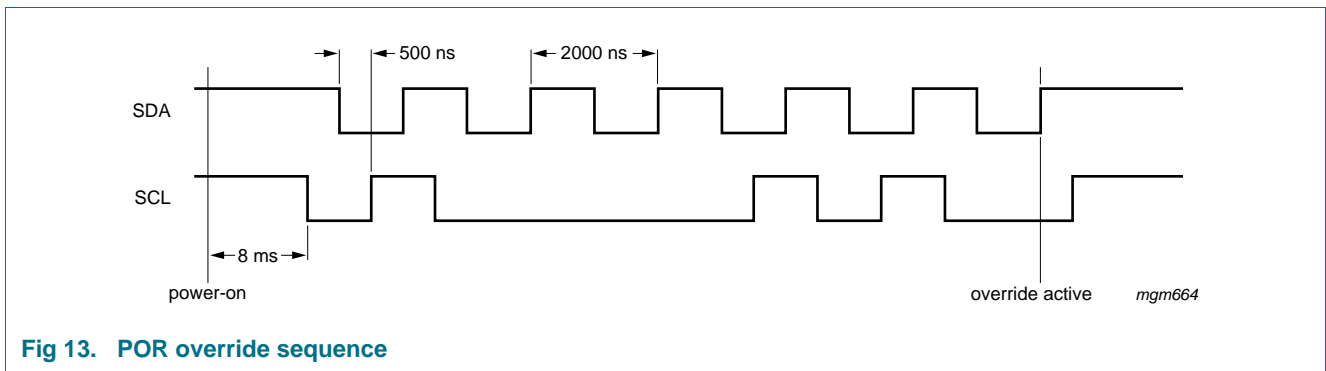 500 ns
2000 ns
SDA
SCL
8 ms
power-on
override active
mgm664
Fig 13. POR override sequence